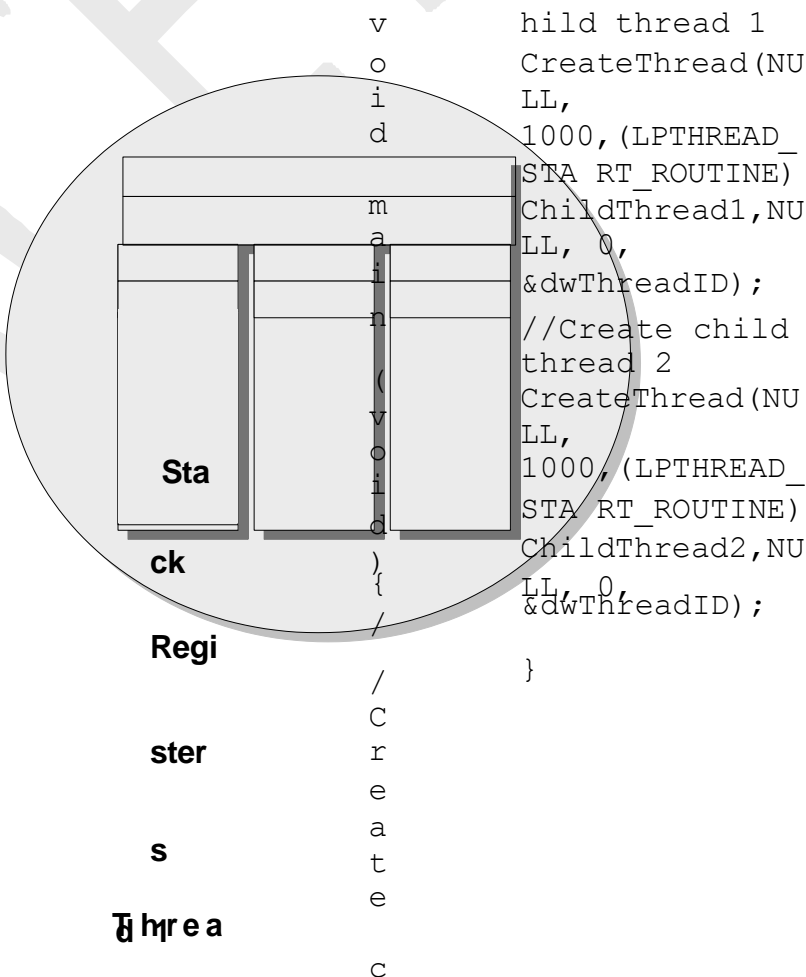 v
o
i
d
m
a
i
n
(
v
o
i
d
)
{
/
/
C
r
e
a
t
e
c
hild thread 1
CreateThread(NU
LL,
1000,(LPTHREAD_
STA RT_ROUTINE)
ChildThread1,NU
LL, 0,
&dwThreadID);
//Create child
thread 2
CreateThread(NU
LL,
1000,(LPTHREAD_
STA RT_ROUTINE)
ChildThread2,NU
LL, 0,
&dwThreadID);
}
Sta
ck
Regi
ster
s